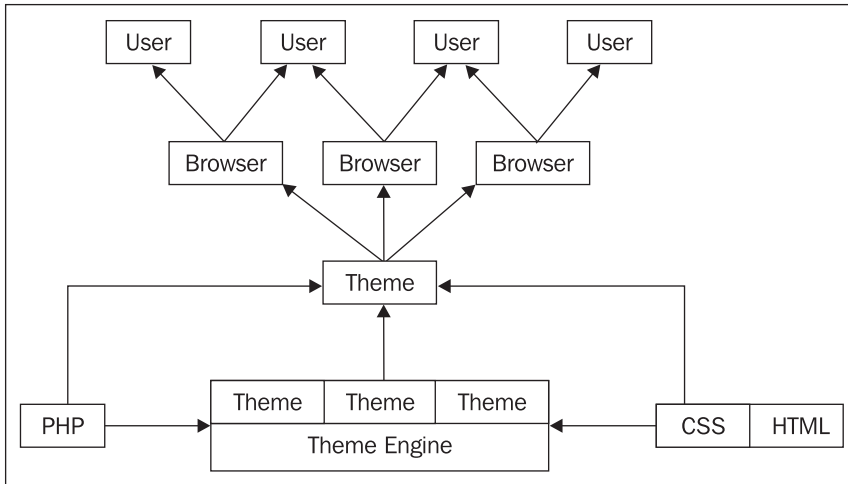 User User User User
Browser Browser Browser
Theme
Theme Theme Theme
PHP CSS HTML
Theme Engine